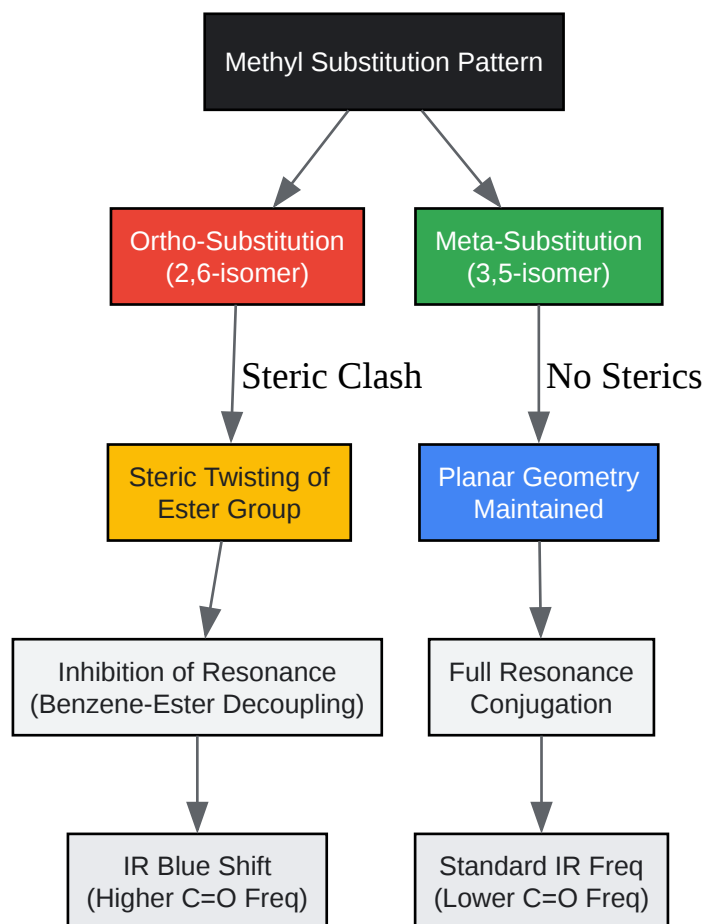 Methyl Substitution Pattern
Ortho-Substitution
(2,6-isomer)
Meta-Substitution
(3,5-isomer)
Steric Clash
No Sterics
Steric Twisting of
Ester Group
Planar Geometry
Maintained
Inhibition of Resonance
(Benzene-Ester Decoupling)
Full Resonance
Conjugation
IR Blue Shift
(Higher C=O Freq)
Standard IR Freq
(Lower C=O Freq)